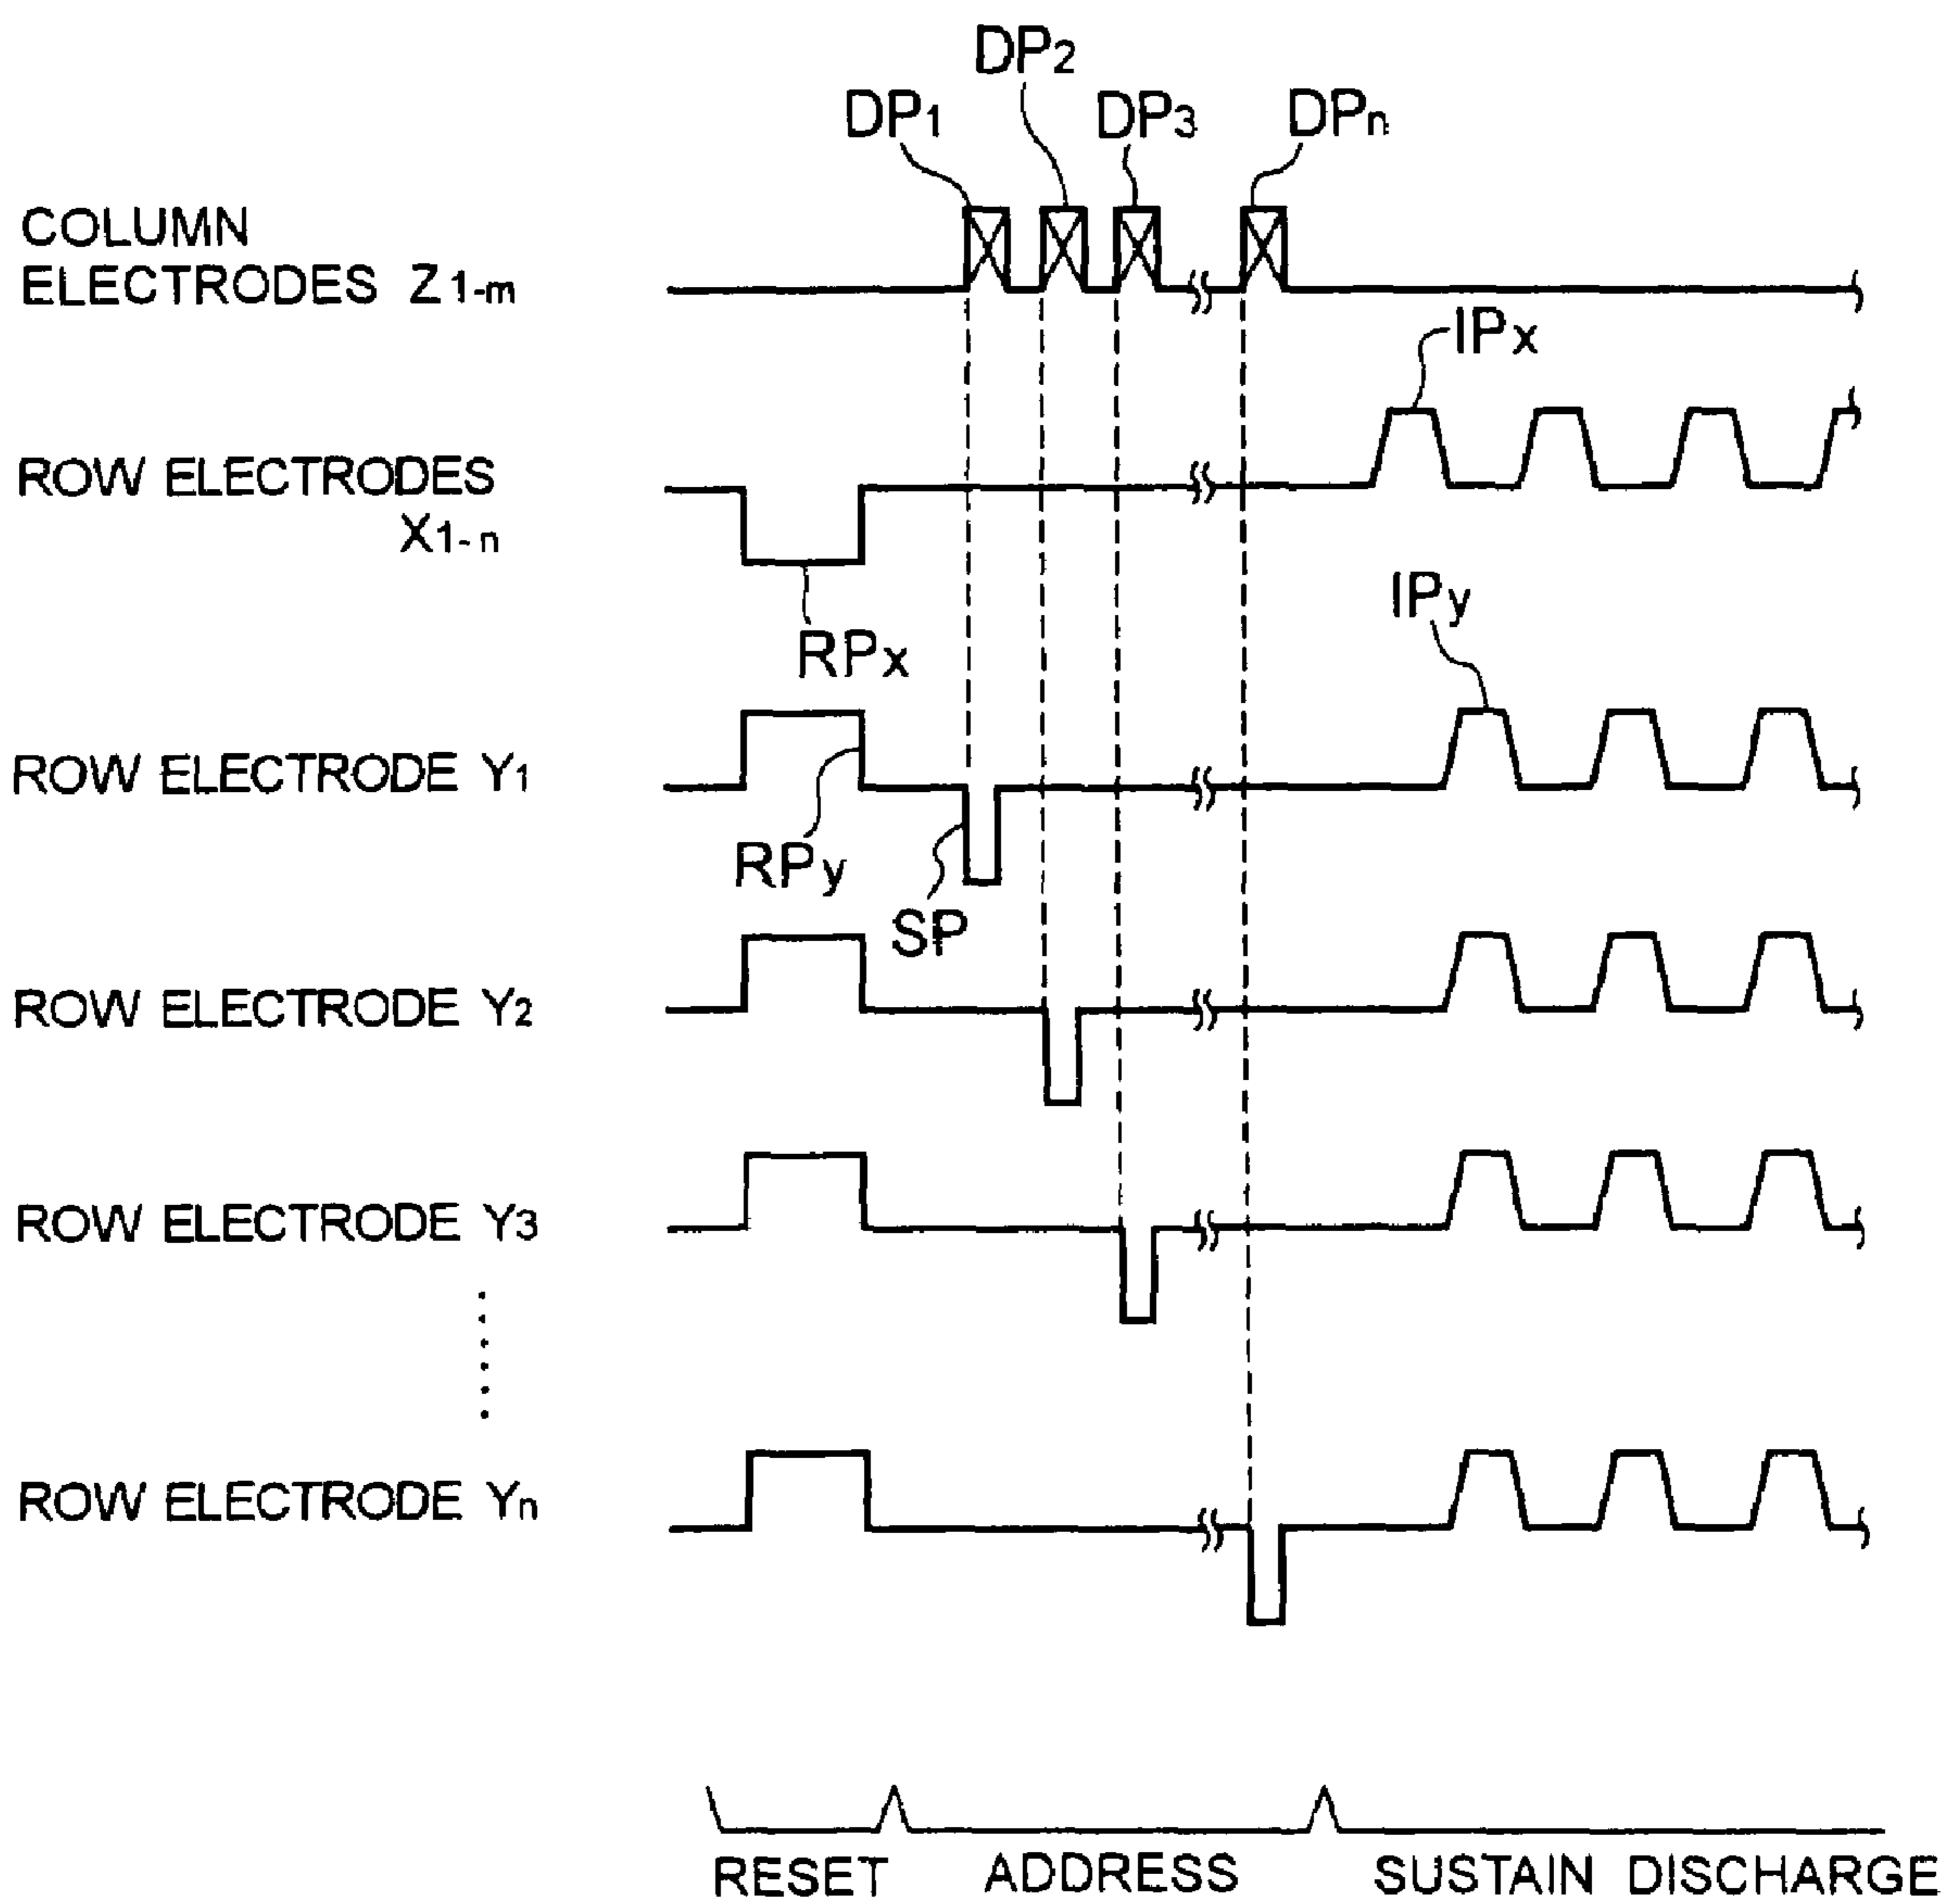 DP1
DP2
DP3
DPn
COLUMN
ELECTRODES Z1-m
IPx
ROW ELECTRODES
X1-n
RPx
IPy
ROW ELECTRODE Y1
RPy
SP
ROW ELECTRODE Y2
ROW ELECTRODE Y3
ROW ELECTRODE Yn
RESET
ADDRESS
SUSTAIN DISCHARGE